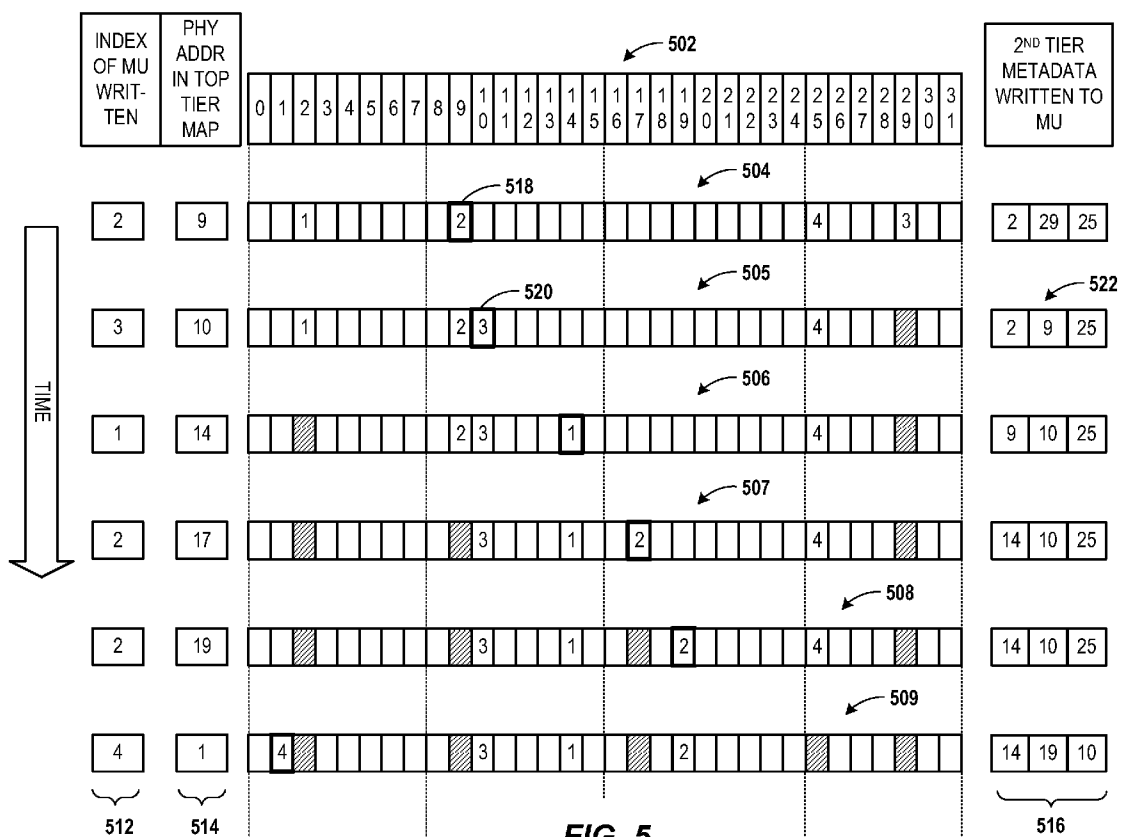 INDEX
OF MU
WRIT-
TEN
PHY
ADDR
IN TOP
TIER
MAP
502
0 1 2 3 4 5 6 7 8 9 10 11 12 13 14 15 16 17 18 19 20 21 22 23 24 25 26 27 28 29 30 31
2ND TIER
METADATA
WRITTEN TO
MU
504
518
2 9 1 2 4 3 2 29 25
505
520
522
3 10 1 2 3 4 2 9 25
TIME
506
1 14 2 3 1 4 9 10 25
507
2 17 3 1 2 4 14 10 25
508
2 19 3 1 2 4 14 10 25
509
4 1 4 3 1 2 14 19 10
512 514 516
FIG. 5